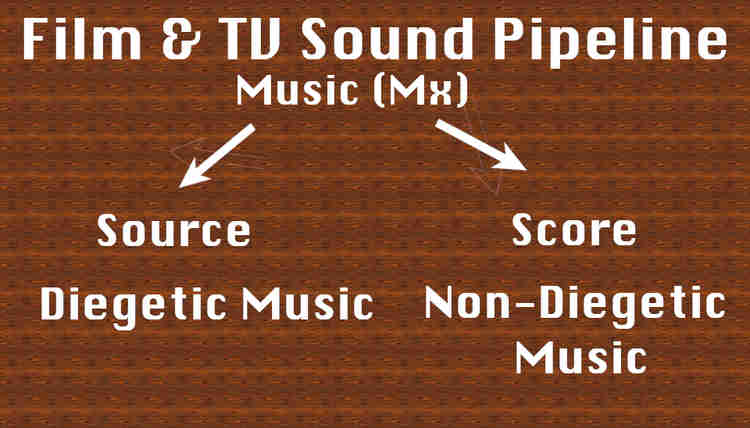 Film & TV Sound Pipeline
Music (Mx)
Source
Score
Diegetic Music
Non-Diegetic
Music